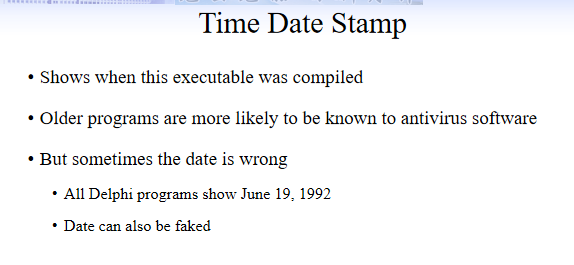 Time Date Stamp
• Shows when this executable was compiled
• Older programs are more likely to be known to antivirus software
• But sometimes the date is wrong
• All Delphi programs show June 19, 1992
• Date can also be faked